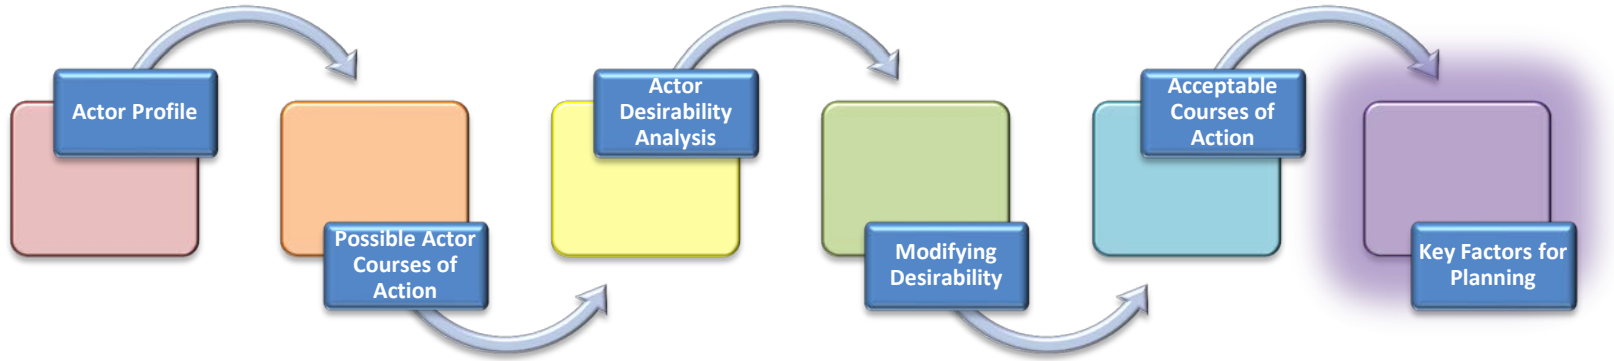 Actor Profile
Possible Actor
Courses of
Action
Actor
Desirability
Analysis
Modifying
Desirability
Acceptable
Courses of
Action
Key Factors for
Planning